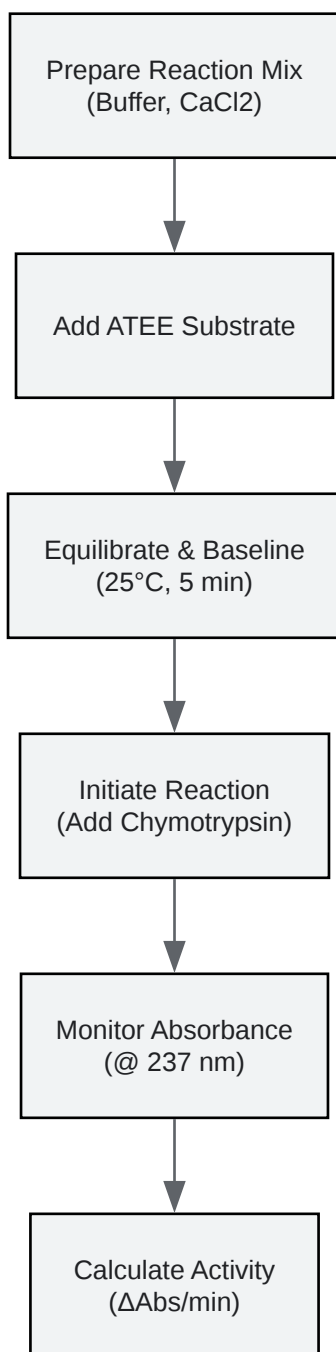 Prepare Reaction Mix
(Buffer, CaCl2)
Add ATEE Substrate
Equilibrate & Baseline
(25°C, 5 min)
Initiate Reaction
(Add Chymotrypsin)
Monitor Absorbance
(@ 237 nm)
Calculate Activity
(ΔAbs/min)